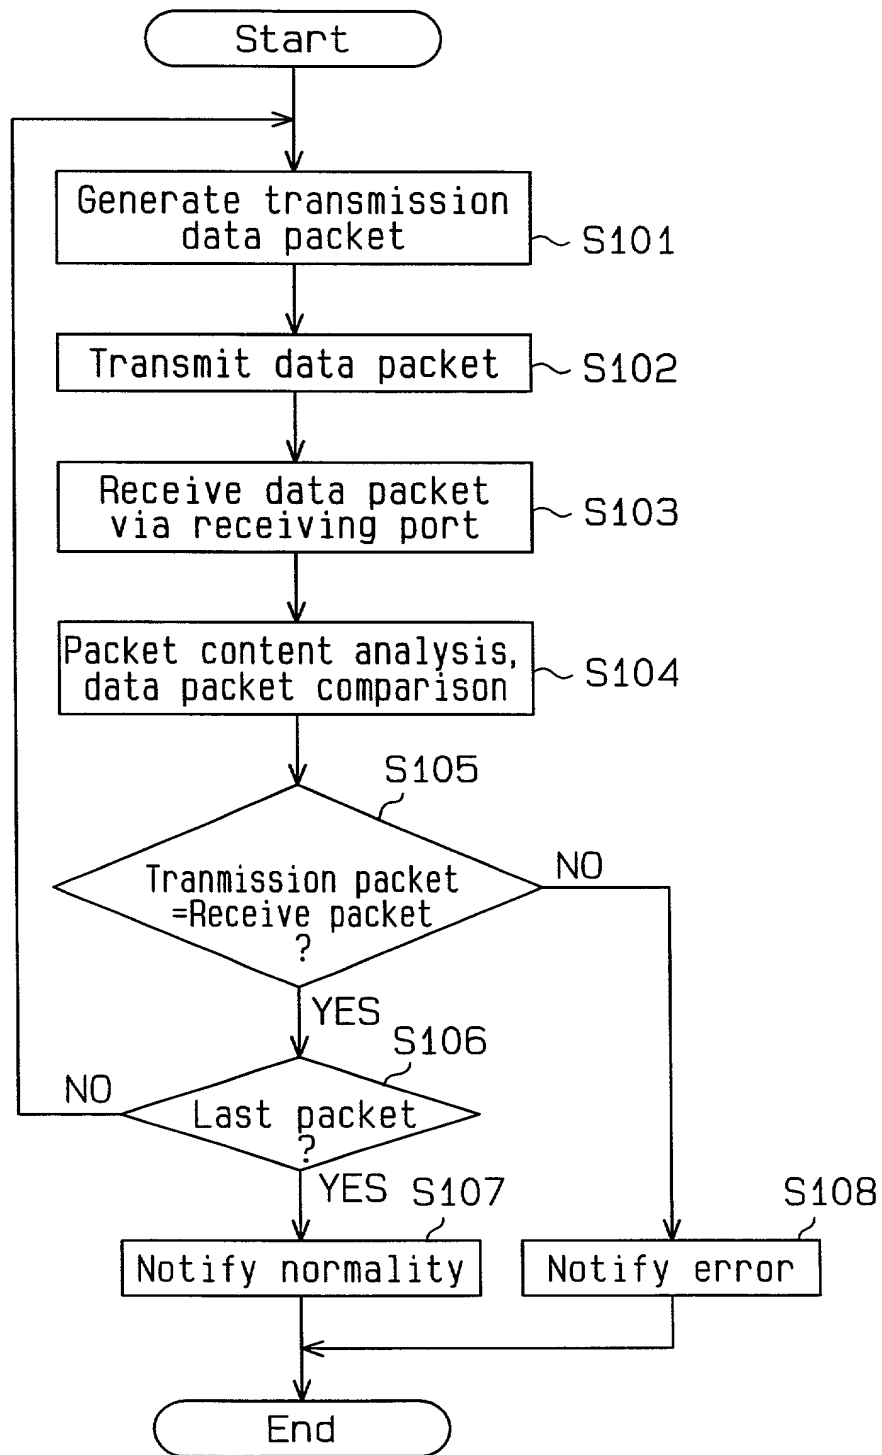 Start
Generate transmission
data packet
S101
Transmit data packet
S102
Receive data packet
via receiving port
S103
Packet content analysis,
data packet comparison
S104
S105
Tranmission packet
=Receive packet
?
NO
YES
S106
NO
Last packet
?
YES
S107
S108
Notify normality
Notify error
End